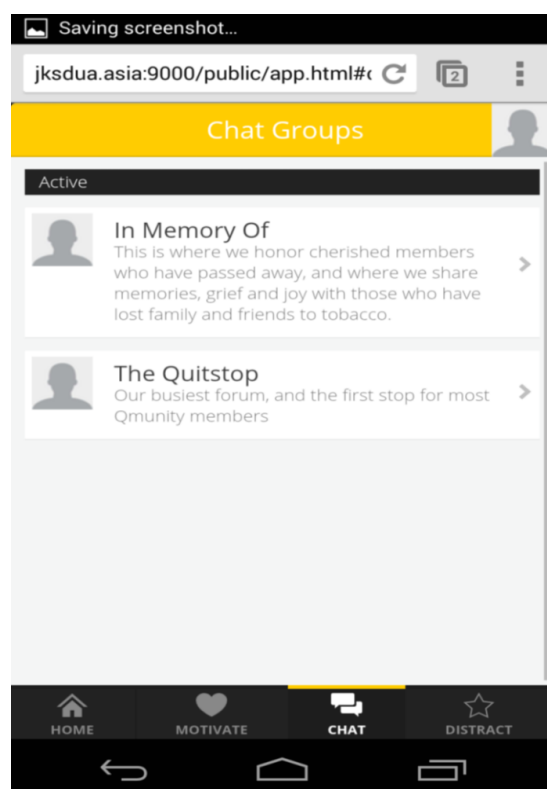 Saving screenshot...
jksdua.asia:9000/public/app.html#
2
Chat Groups
Active
In Memory Of
This is where we honor cherished members
who have passed away, and where we share
memories, grief and joy with those who have
lost family and friends to tobacco.
The Quitstop
Our busiest forum, and the first stop for most
Qmunity members
HOME MOTIVATE CHAT DISTRACT